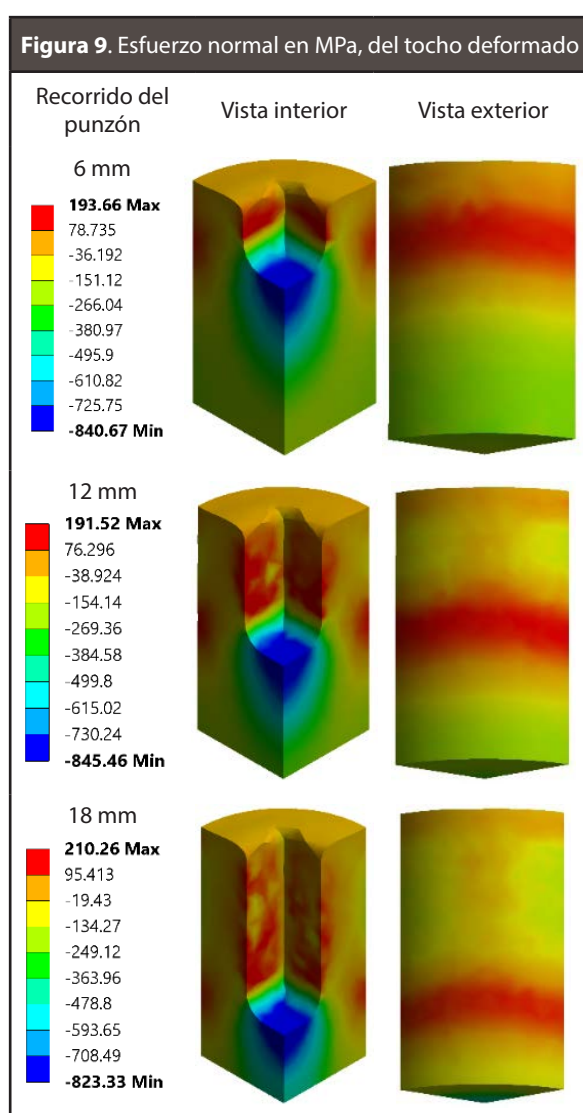 Figura 9. Esfuerzo normal en MPa, del tocho deformado
Recorrido del
punzón
Vista interior
Vista exterior
6 mm
193.66 Max
78.735
-36.192
-151.12
-266.04
-380.97
-495.9
-610.82
-725.75
-840.67 Min
12 mm
191.52 Max
76.296
-38.924
-154.14
-269.36
-384.58
-499.8
-615.02
-730.24
-845.46 Min
18 mm
210.26 Max
95.413
-19.43
-134.27
-249.12
-363.96
-478.8
-593.65
-708.49
-823.33 Min